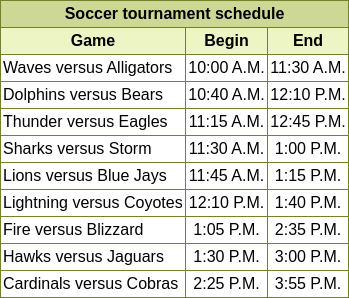 Soccer tournament schedule
Game Begin End
Waves versus Alligators 10:00 A.M. 11:30 A.M.
Dolphins versus Bears 10:40 A.M. 12:10 P.M.
Thunder versus Eagles 11:15 A.M. 12:45 P.M.
Sharks versus Storm 11:30 A.M. 1:00 P.M.
Lions versus Blue Jays 11:45 A.M. 1:15 P.M.
Lightning versus Coyotes 12:10 P.M. 1:40 P.M.
Fire versus Blizzard 1:05 P.M. 2:35 P.M.
Hawks versus Jaguars 1:30 P.M. 3:00 P.M.
Cardinals versus Cobras 2:25 P.M. 3:55 P.M.